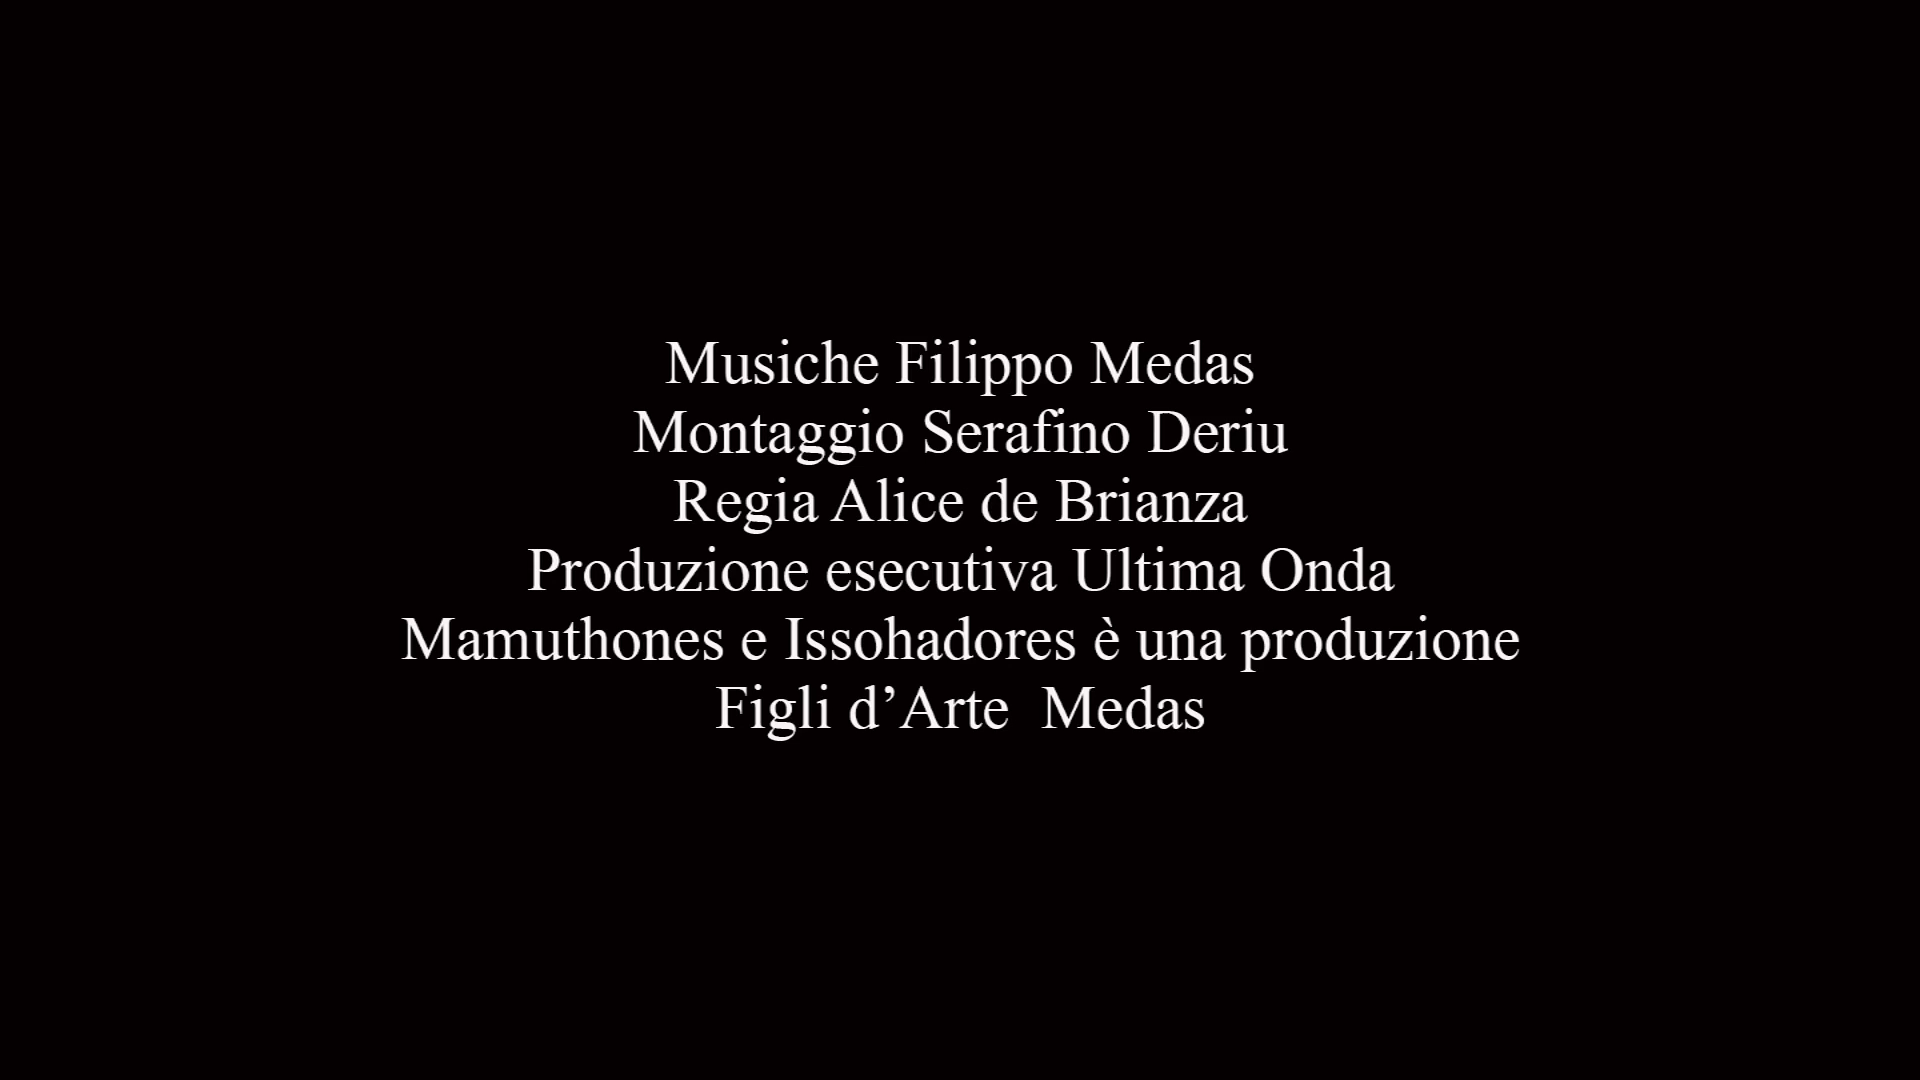 Musiche Filippo Medas
Montaggio Serafino Deriu
Regia Alice de Brianza
Produzione esecutiva Ultima Onda
Mamuthones e Issohadores è una produzione
Figli d’Arte  Medas